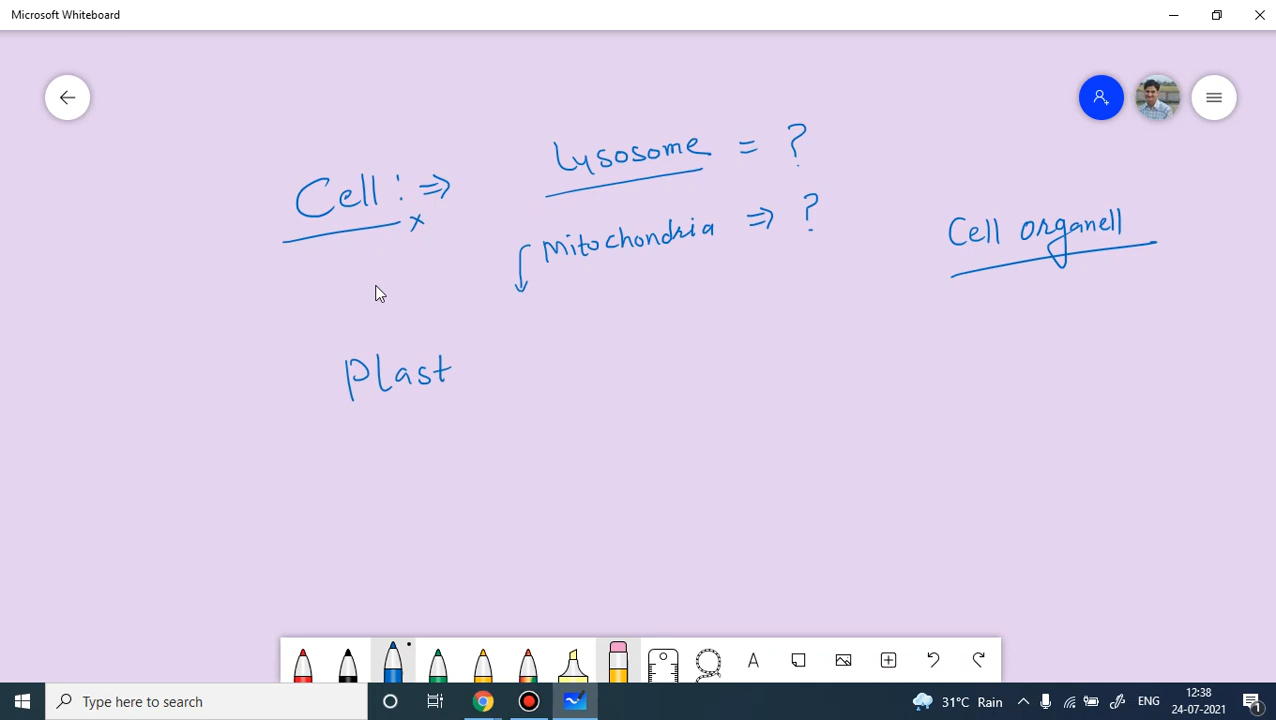 Microsoft Whiteboard
Lysosome = ?
Cell : ⇒
Mitochondria ⇒ ?
Cell organell
Plast
Type here to search
31°C Rain
ENG
12:38
24-07-2021
1